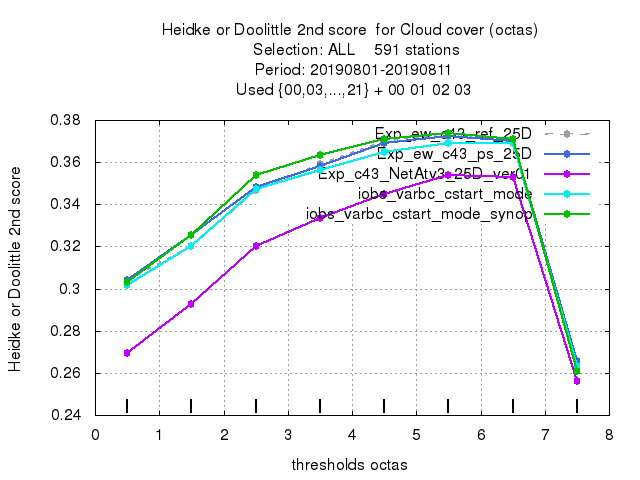 Heidke or Doolittle 2nd score  for Cloud cover (octas)
Selection: ALL    591 stations
Period: 20190801-20190811
Used {00,03,...,21} + 00 01 02 03
Heidke or Doolittle 2nd score
0.38
0.36
0.34
0.32
0.3
0.28
0.26
0.24
Exp_ew_c43_ref_25D
Exp_ew_c43_ps_25D
Exp_c43_NetAtv3_25D_ver01
iobs_varbc_cstart_mode
iobs_varbc_cstart_mode_synop
0 1 2 3 4 5 6 7 8
thresholds octas